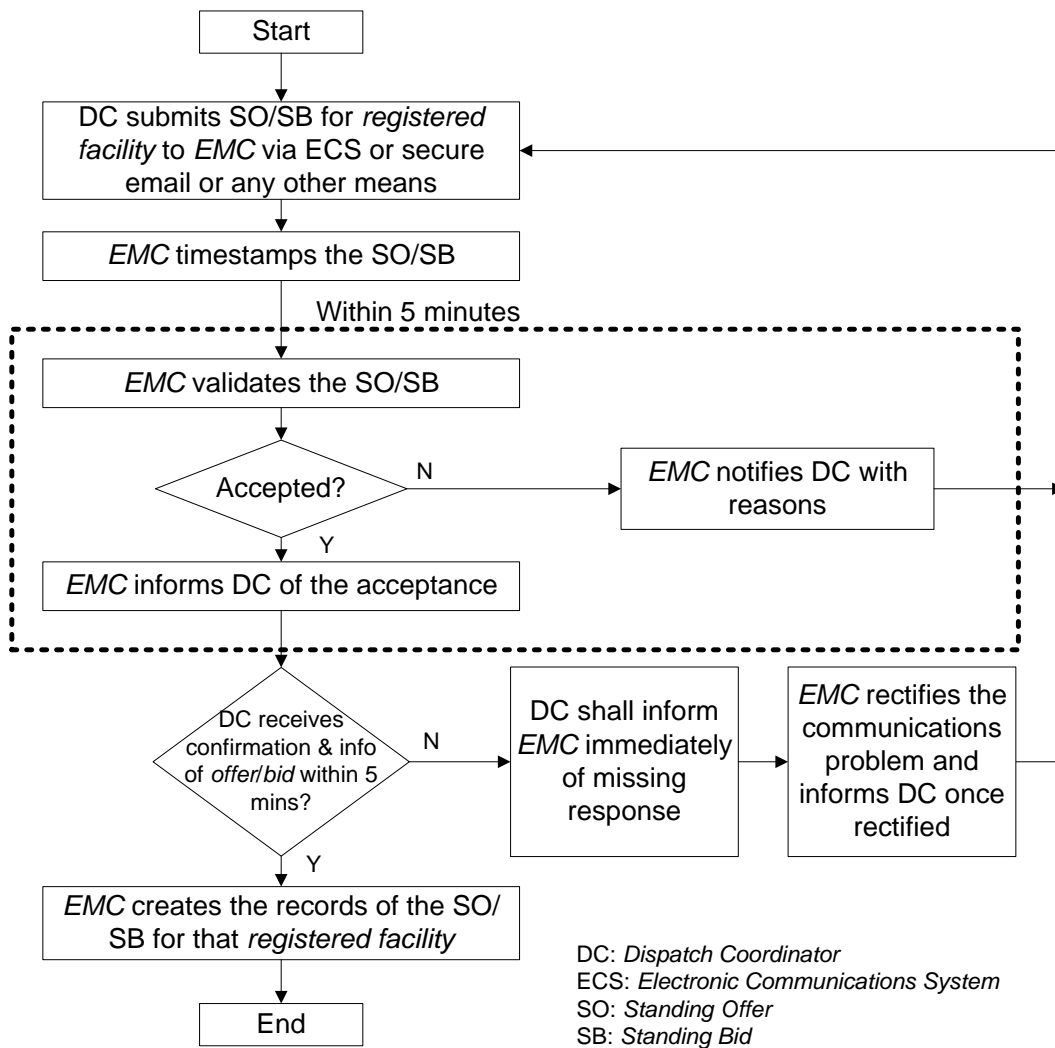 Start
DC submits SO/SB for registered
facility to EMC via ECS or secure
email or any other means
EMC timestamps the SO/SB
Within 5 minutes
EMC validates the SO/SB
Accepted?
N
EMC notifies DC with
reasons
Y
EMC informs DC of the acceptance
DC receives
confirmation & info
of offer/bid within 5
mins?
N
DC shall inform
EMC immediately
of missing
response
EMC rectifies the
communications
problem and
informs DC once
rectified
Y
EMC creates the records of the SO/
SB for that registered facility
End
DC: Dispatch Coordinator
ECS: Electronic Communications System
SO: Standing Offer
SB: Standing Bid